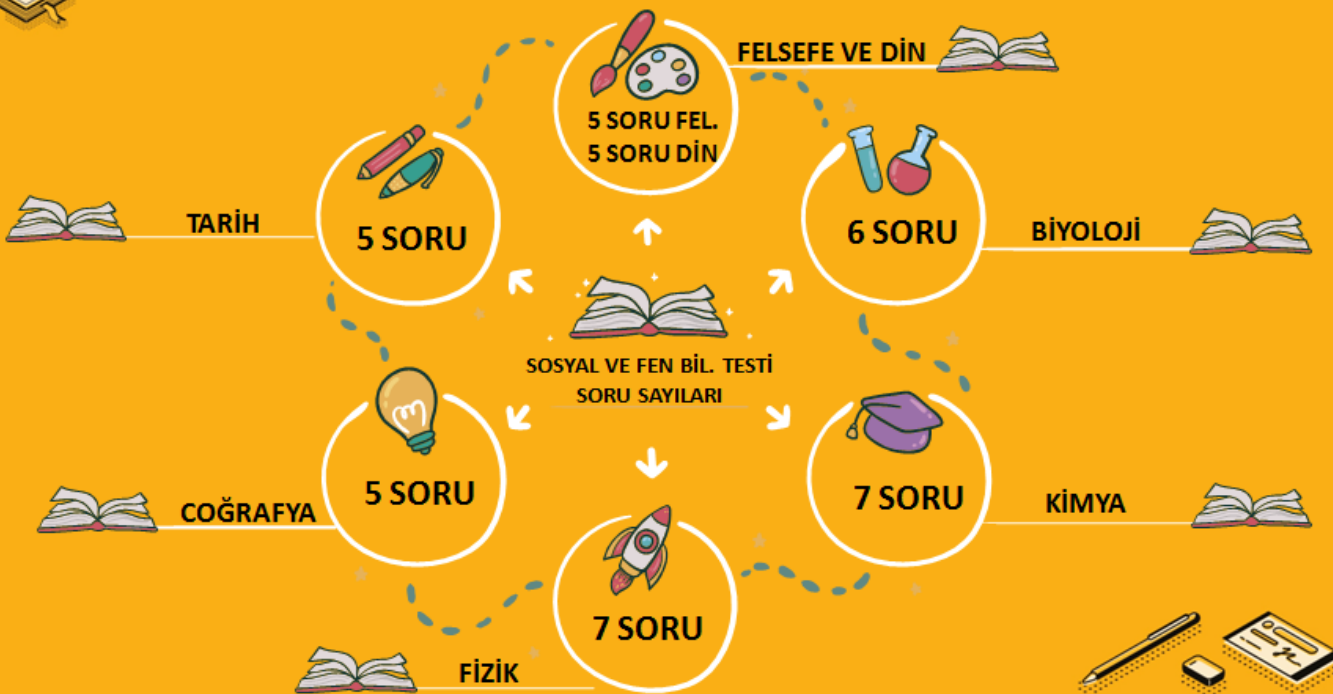 FELSEFE VE DİN
5 SORU FEL.
5 SORU DİN
TARİH
5 SORU
6 SORU
BİYOLOJİ
SOSYAL VE FEN BİL. TESTİ
SORU SAYILARI
COĞRAFYA
5 SORU
7 SORU
KİMYA
7 SORU
FİZİK